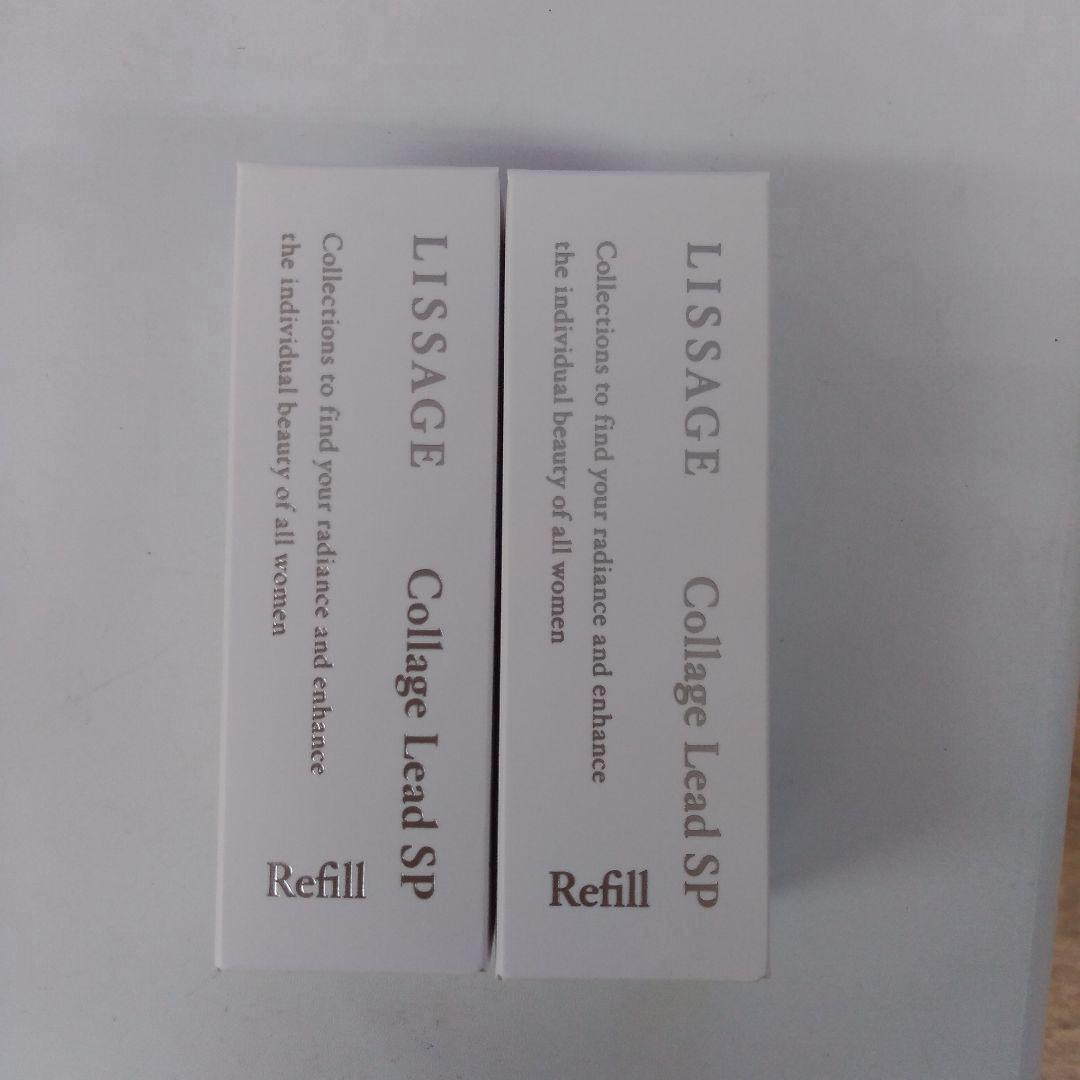 LISSAGE Collage Lead SP
Collections to find your radiance and enhance
the individual beauty of all women
Refill
LISSAGE Collage Lead SP
Collections to find your radiance and enhance
the individual beauty of all women
Refill